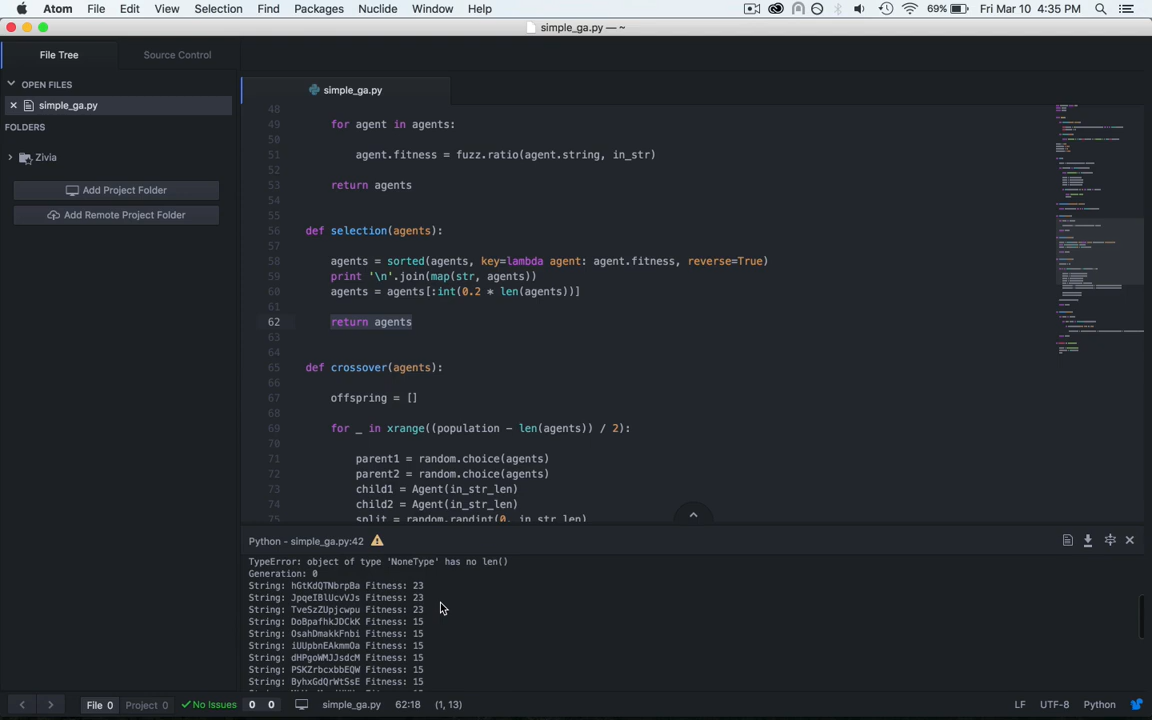 Atom File Edit View Selection Find Packages Nuclide Window Help 69% Fri Mar 10 4:35 PM
simple_ga.py — ~
File Tree Source Control
OPEN FILES
simple_ga.py
FOLDERS
Zivia
Add Project Folder
Add Remote Project Folder
simple_ga.py
48
49 for agent in agents:
50
51 agent.fitness = fuzz.ratio(agent.string, in_str)
52
53 return agents
54
55
56 def selection(agents):
57
58 agents = sorted(agents, key=lambda agent: agent.fitness, reverse=True)
59 print '\n'.join(map(str, agents))
60 agents = agents[:int(0.2 * len(agents))]
61
62 return agents
63
64
65 def crossover(agents):
66
67 offspring = []
68
69 for _ in xrange((population - len(agents)) / 2):
70
71 parent1 = random.choice(agents)
72 parent2 = random.choice(agents)
73 child1 = Agent(in_str_len)
74 child2 = Agent(in_str_len)
75 split = random.randint(0, in_str_len)
Python - simple_ga.py:42
TypeError: object of type 'NoneType' has no len()
Generation: 0
String: hGtKdQTNbrpBa Fitness: 23
String: JpqeIBlUcvVJs Fitness: 23
String: TveSzZUpjcwpu Fitness: 23
String: DoBpafhkJDCkK Fitness: 15
String: OsahDmakkFnbi Fitness: 15
String: iUUpbnEAkmmOa Fitness: 15
String: dHPgoWMJJsdcM Fitness: 15
String: PSKZrbcxbbEQW Fitness: 15
String: ByhxGdQrWtSsE Fitness: 15
File 0 Project 0 No Issues 0 0 simple_ga.py 62:18 (1, 13) LF UTF-8 Python